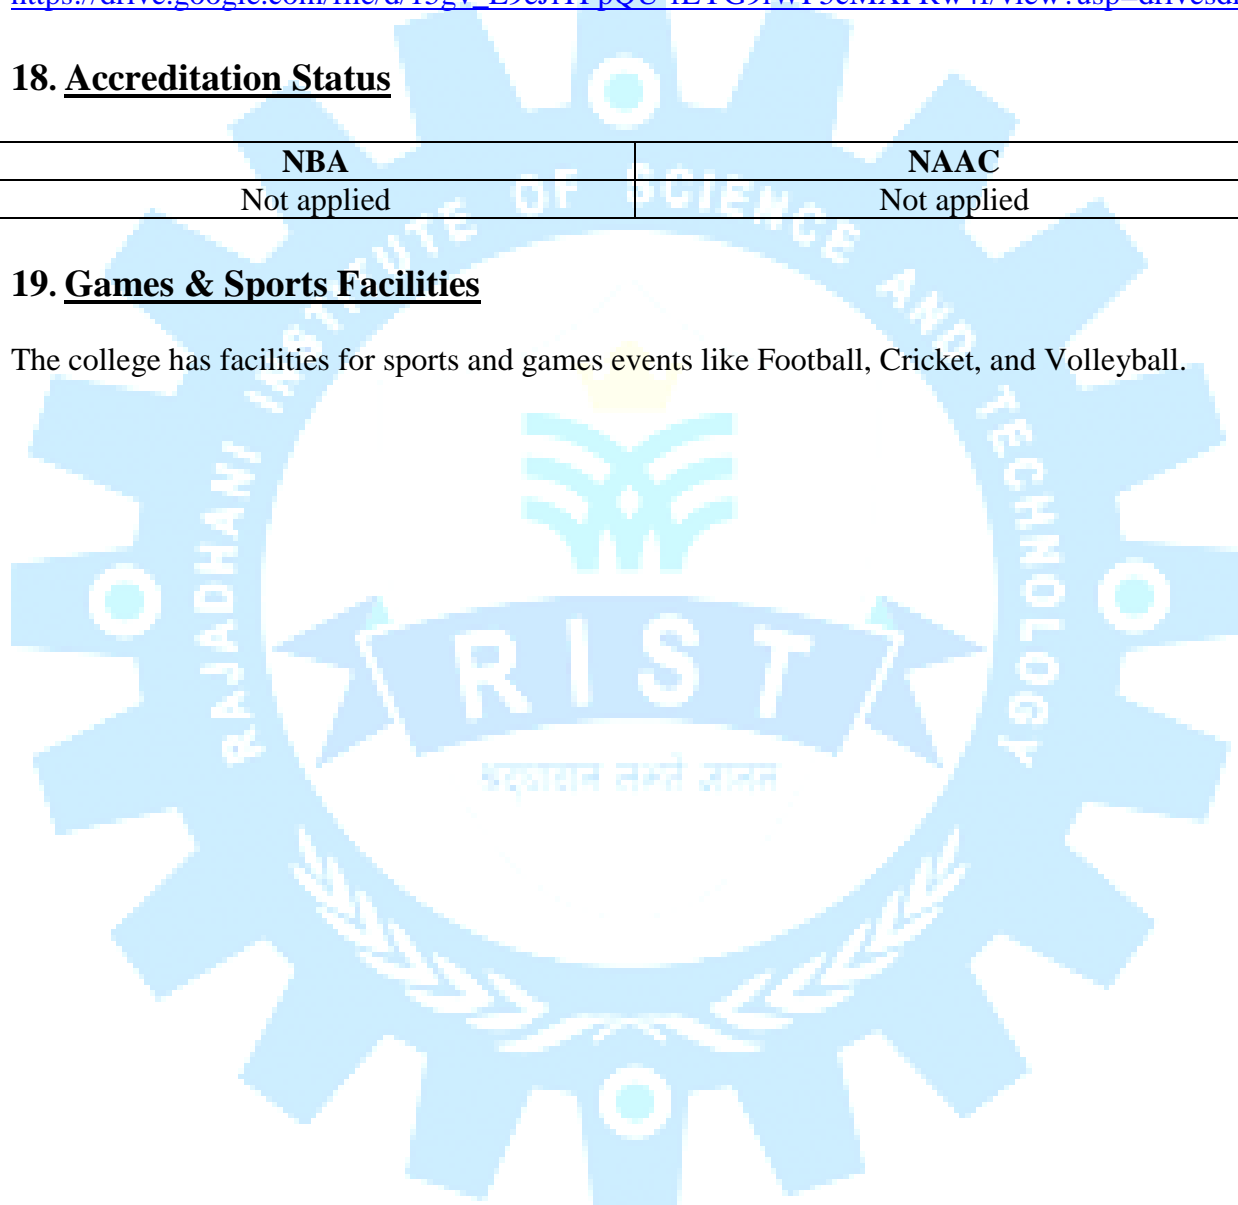 18. Accreditation Status
NBA NAAC
Not applied Not applied
19. Games & Sports Facilities
The college has facilities for sports and games events like Football, Cricket, and Volleyball.
RAJADHANI INSTITUTE OF SCIENCE AND TECHNOLOGY
RIST